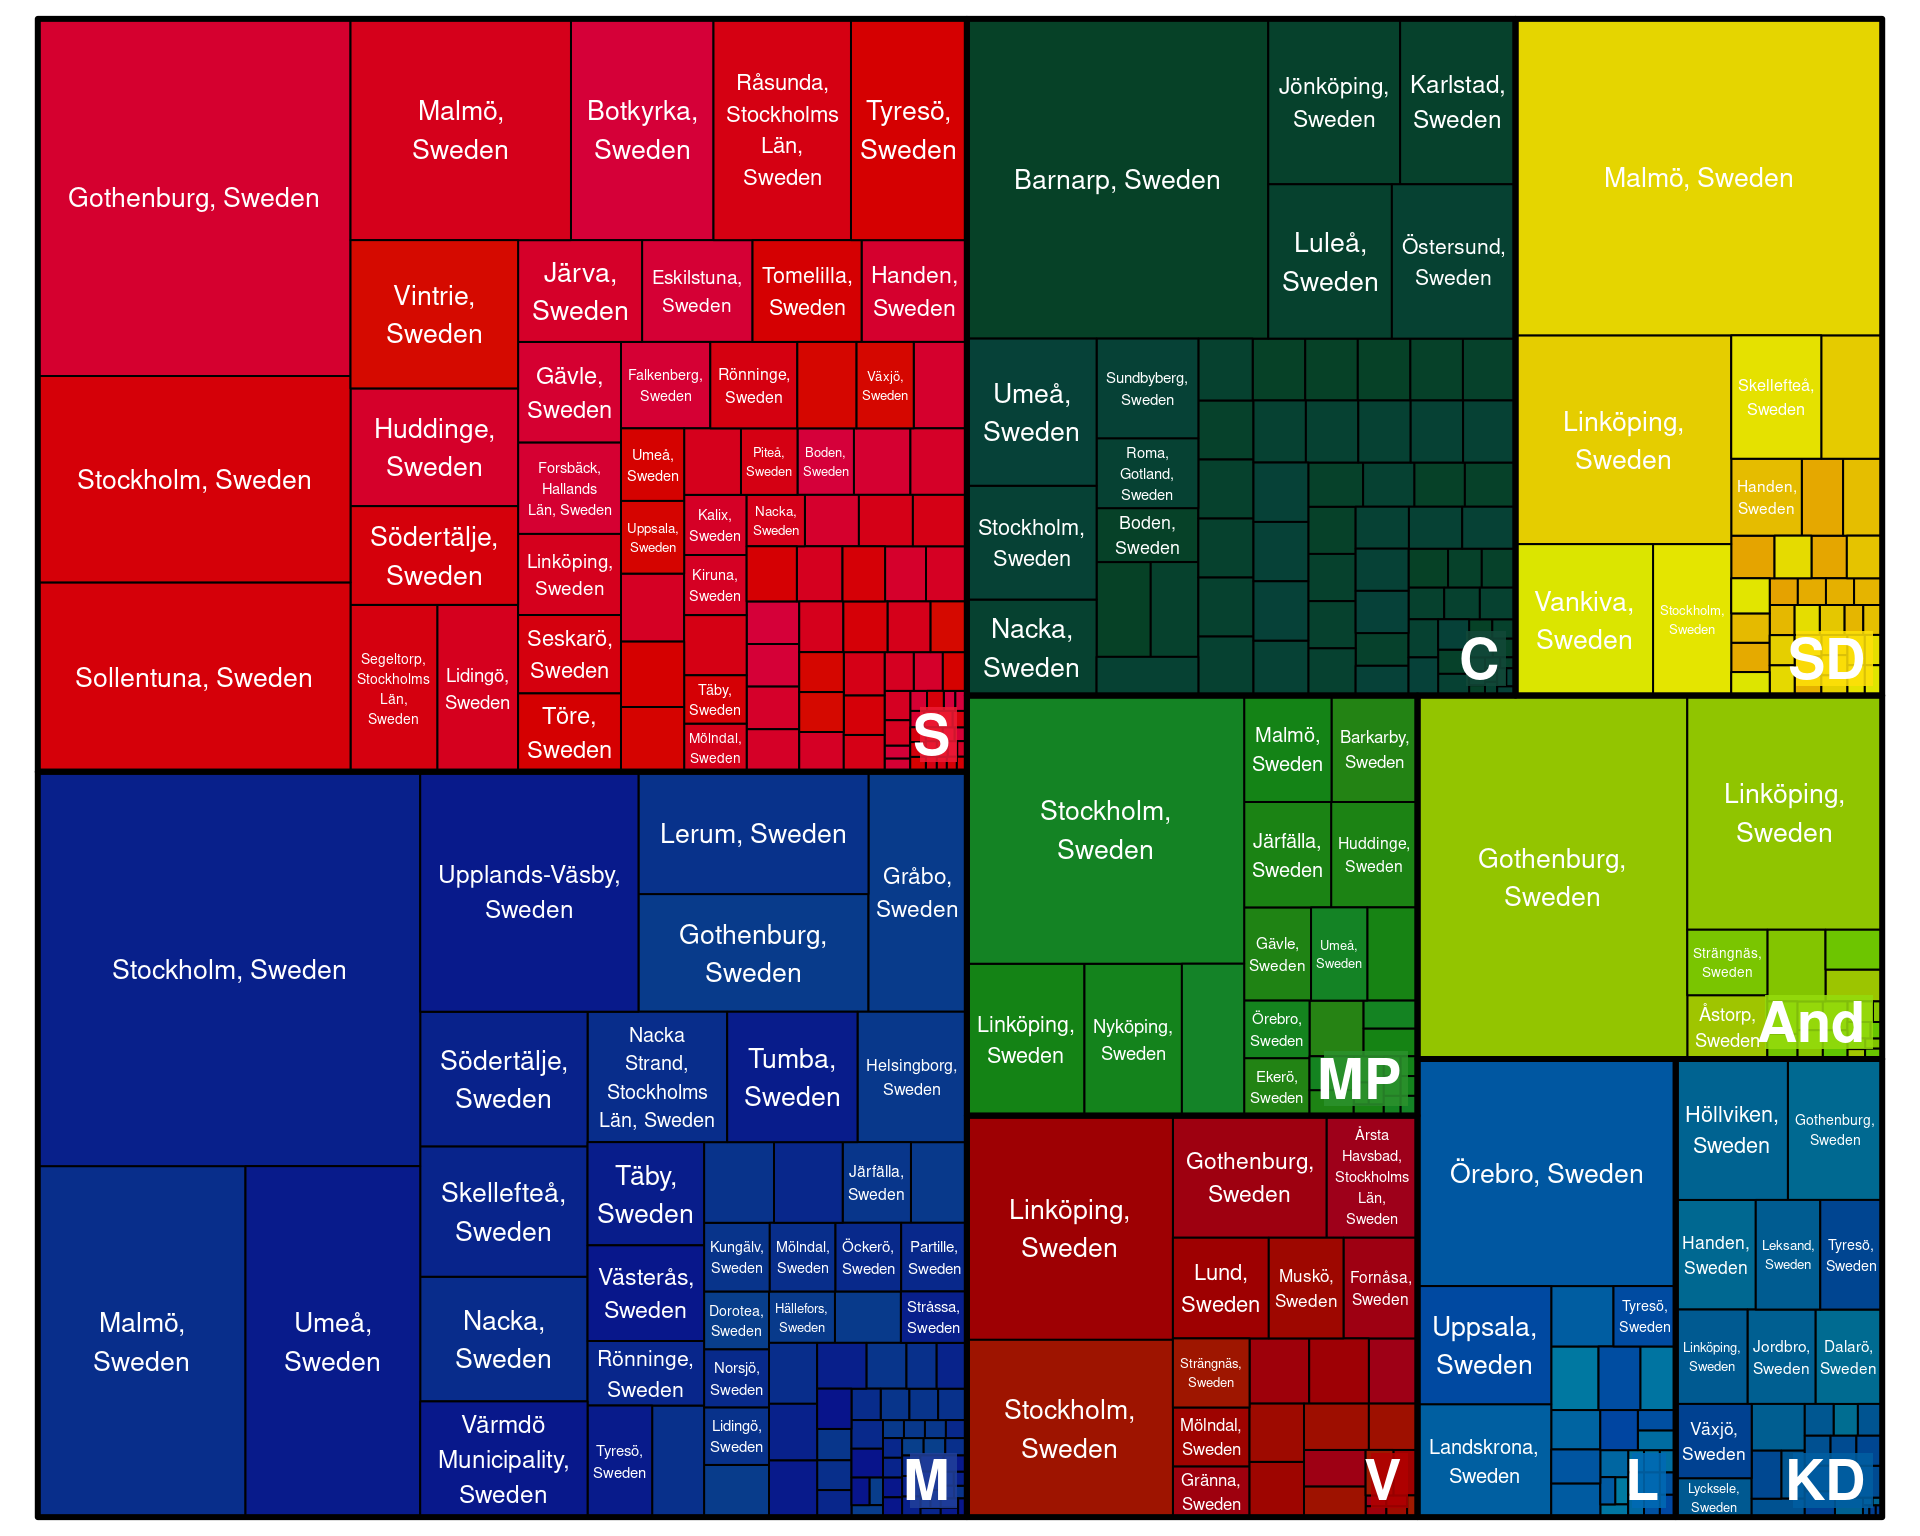 Gothenburg, Sweden
Stockholm, Sweden
Sollentuna, Sweden
Malmö,
Sweden
Botkyrka,
Sweden
Råsunda,
Stockholms
Län,
Sweden
Tyresö,
Sweden
Vintrie,
Sweden
Huddinge,
Sweden
Södertälje,
Sweden
Segeltorp,
Stockholms
Län,
Sweden
Lidingö,
Sweden
Järva,
Sweden
Eskilstuna,
Sweden
Tomelilla,
Sweden
Handen,
Sweden
Gävle,
Sweden
Forsbäck,
Hallands
Län, Sweden
Linköping,
Sweden
Seskarö,
Sweden
Töre,
Sweden
Falkenberg,
Sweden
Rönninge,
Sweden
Växjö,
Sweden
Umeå,
Sweden
Uppsala,
Sweden
Piteå,
Sweden
Boden,
Sweden
Kalix,
Sweden
Nacka,
Sweden
Kiruna,
Sweden
Täby,
Sweden
Mölndal,
Sweden
S
Stockholm, Sweden
Malmö,
Sweden
Umeå,
Sweden
Upplands-Väsby,
Sweden
Lerum, Sweden
Gothenburg,
Sweden
Gråbo,
Sweden
Södertälje,
Sweden
Skellefteå,
Sweden
Nacka,
Sweden
Värmdö
Municipality,
Sweden
Nacka
Strand,
Stockholms
Län, Sweden
Tumba,
Sweden
Helsingborg,
Sweden
Täby,
Sweden
Västerås,
Sweden
Rönninge,
Sweden
Tyresö,
Sweden
Järfälla,
Sweden
Kungälv,
Sweden
Mölndal,
Sweden
Öckerö,
Sweden
Partille,
Sweden
Dorotea,
Sweden
Hällefors,
Sweden
Stråssa,
Sweden
Norsjö,
Sweden
Lidingö,
Sweden
M
Barnarp, Sweden
Jönköping,
Sweden
Karlstad,
Sweden
Luleå,
Sweden
Östersund,
Sweden
Umeå,
Sweden
Stockholm,
Sweden
Nacka,
Sweden
Sundbyberg,
Sweden
Roma,
Gotland,
Sweden
Boden,
Sweden
C
Malmö, Sweden
Linköping,
Sweden
Vankiva,
Sweden
Stockholm,
Sweden
Skellefteå,
Sweden
Handen,
Sweden
SD
Stockholm,
Sweden
Linköping,
Sweden
Nyköping,
Sweden
Malmö,
Sweden
Barkarby,
Sweden
Järfälla,
Sweden
Huddinge,
Sweden
Gävle,
Sweden
Umeå,
Sweden
Örebro,
Sweden
Ekerö,
Sweden
MP
Gothenburg,
Sweden
Linköping,
Sweden
Strängnäs,
Sweden
Åstorp,
Sweden
And
Linköping,
Sweden
Stockholm,
Sweden
Gothenburg,
Sweden
Årsta
Havsbad,
Stockholms
Län,
Sweden
Lund,
Sweden
Muskö,
Sweden
Fornåsa,
Sweden
Strängnäs,
Sweden
Mölndal,
Sweden
Gränna,
Sweden
V
Örebro, Sweden
Uppsala,
Sweden
Landskrona,
Sweden
Tyresö,
Sweden
L
Höllviken,
Sweden
Gothenburg,
Sweden
Handen,
Sweden
Leksand,
Sweden
Tyresö,
Sweden
Linköping,
Sweden
Jordbro,
Sweden
Dalarö,
Sweden
Växjö,
Sweden
Lycksele,
Sweden
KD